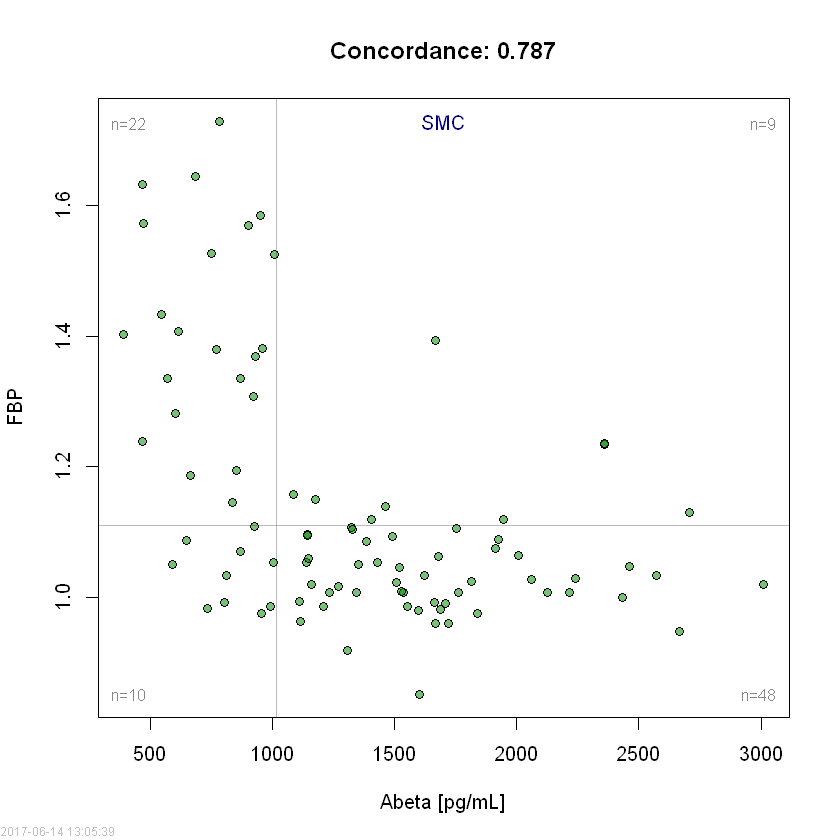 Concordance: 0.787
n=22
SMC
n=9
FBP
1.6
1.4
1.2
1.0
n=10
n=48
500 1000 1500 2000 2500 3000
Abeta [pg/mL]
2017-06-14 13:05:39